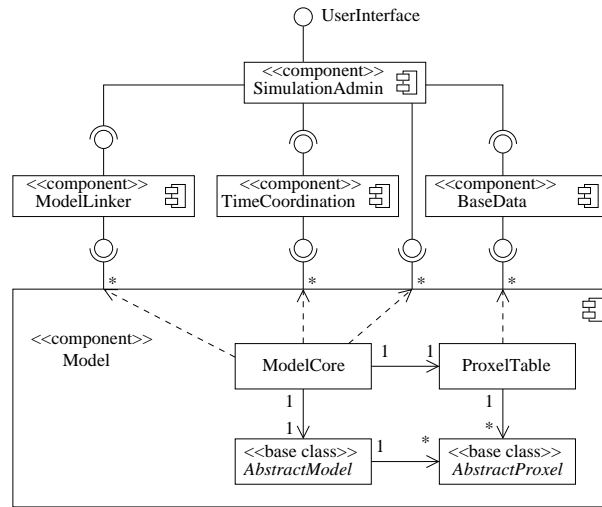 UserInterface
<<component>>
SimulationAdmin
<<component>>
ModelLinker
<<component>>
TimeCoordination
<<component>>
BaseData
* * * *
<<component>>
Model
ModelCore
1 1
ProxelTable
1 1
1 *
<<base class>>
AbstractModel
1 *
<<base class>>
AbstractProxel